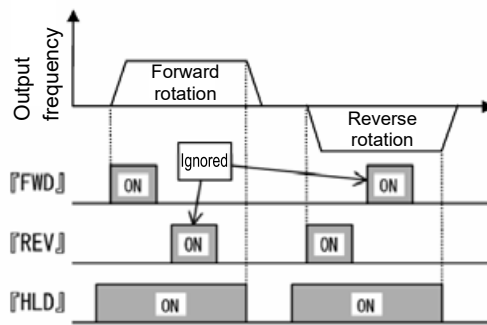 Output
frequency
Forward
rotation
Reverse
rotation
Ignored
『FWD』
ON
ON
『REV』
ON
ON
『HLD』
ON
ON